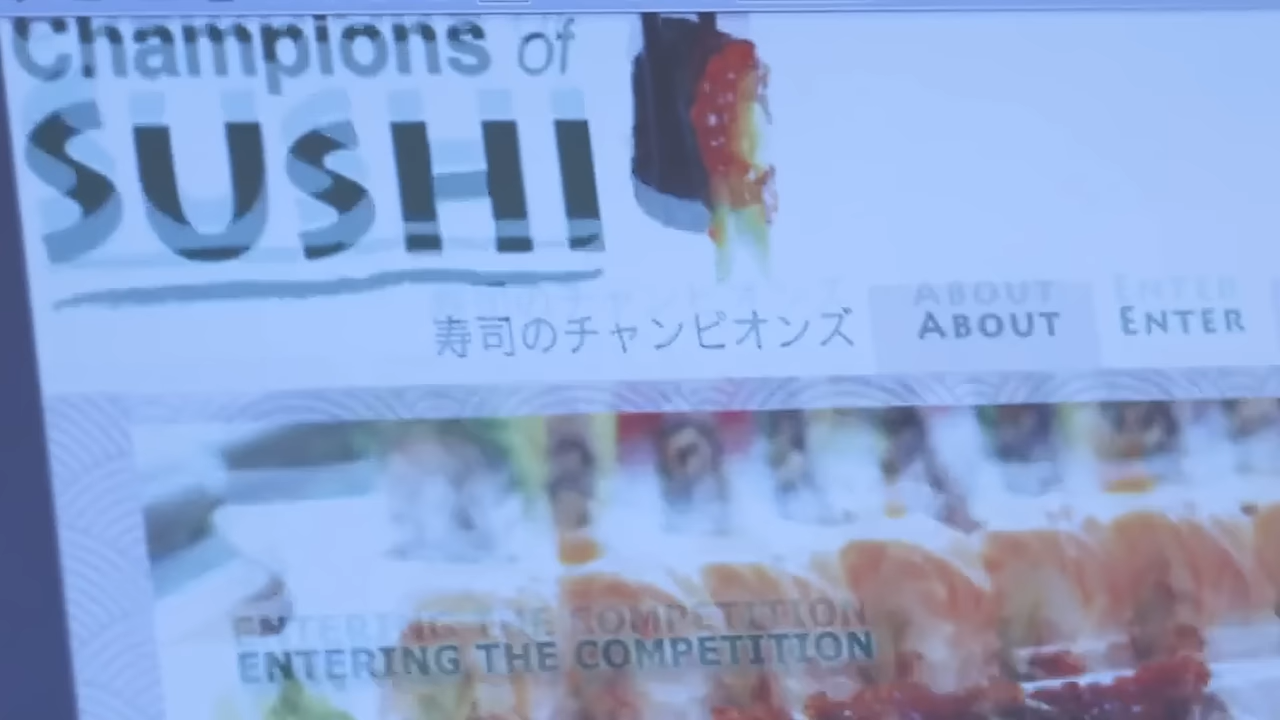 Champions of
SUSHI
寿司のチャンピオンズ
ABOUT
ENTER
ENTERING THE COMPETITION